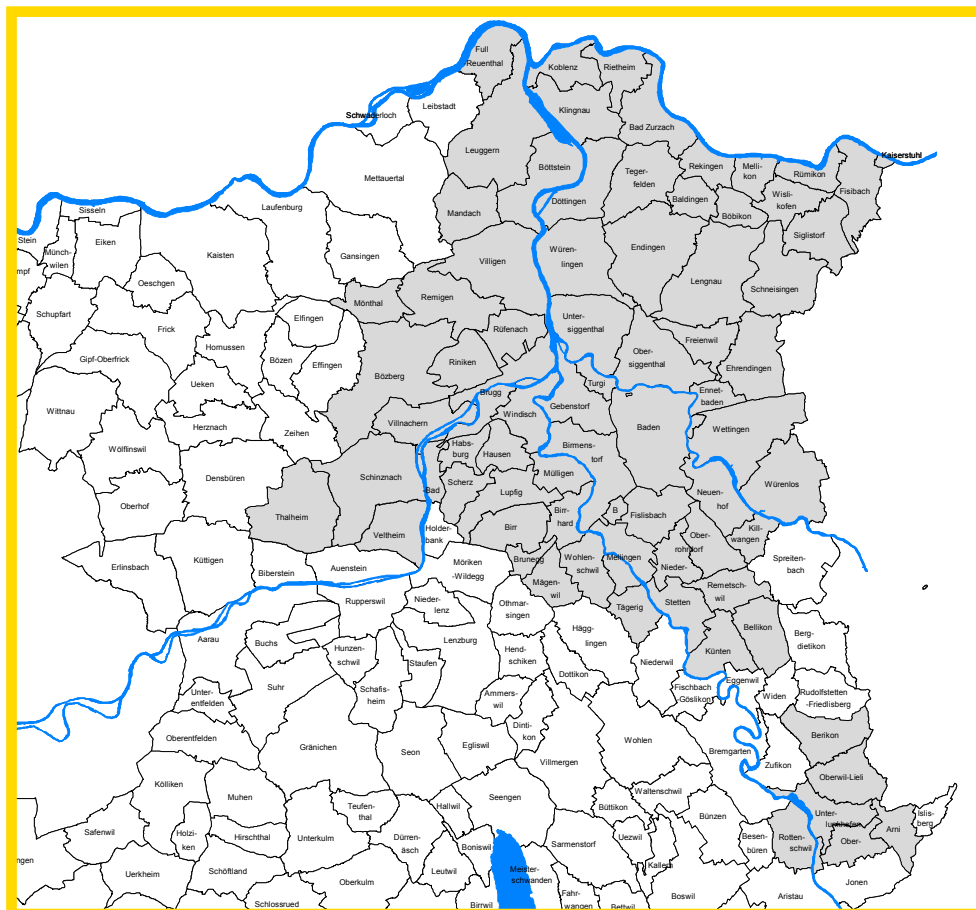 Full
-Reuenthal
Koblenz
Rietheim
Leibstadt
Schwaderloch
Klingnau
Bad Zurzach
Leuggern
Kaiserstuhl
Böttstein
Mettauertal
Teger-
felden
Rekingen
Melli-
kon
Rümikon
Fisibach
Baldingen
Wisli-
kofen
Böbikon
Döttingen
Mandach
Laufenburg
Sisseln
Siglistorf
Stein
Eiken
Münch-
wilen
mpf
Kaisten
Gansingen
Villigen
Würen-
lingen
Endingen
Lengnau
Schneisingen
Oeschgen
Mönthal
Remigen
Schupfart
Frick
Elfingen
Rüfenach
Unter-
siggenthal
Freienwil
Hornussen
Gipf-Oberfrick
Bözen
Effingen
Riniken
Ober-
siggenthal
Ehrendingen
Bözberg
Ueken
Turgi
Ennet-
baden
Brugg
Wittnau
Herznach
Zeihen
Villnachern
Windisch
Gebenstorf
Baden
Wettingen
Wölflinswil
Habs-
burg
Hausen
Birmens-
torf
Densbüren
Schinznach
Bad
Scherz
Mülligen
Würenlos
Oberhof
Lupfig
Neuen-
hof
Thalheim
Birr-
hard
B
Fislisbach
Veltheim
Holder-
bank
Birr
Ober-
rohrdorf
Kill-
wangen
Küttigen
Erlinsbach
Biberstein
Auenstein
Möriken
-Wildegg
Brunegg
Wohlen-
schwil
Mellingen
Nieder-
Spreiten-
bach
Mägen-
wil
Remetsch-
wil
Rupperswil
Nieder-
lenz
Othmar-
singen
Tägerig
Stetten
Bellikon
Aarau
Buchs
Hunzen-
schwil
Lenzburg
Hägg-
lingen
Berg-
dietikon
Staufen
Hend-
schiken
Künten
Niederwil
Dottikon
Eggenwil
Suhr
Schafis-
heim
Unter-
entfelden
Ammers-
wil
Fischbach
-Göslikon
Widen
Rudolfstetten
-Friedlisberg
Oberentfelden
Dinti-
kon
Berikon
Gränichen
Seon
Egliswil
Wohlen
Bremgarten
Villmergen
Zufikon
Oberwil-Lieli
Kölliken
Muhen
Seengen
Waltenschwil
Teufen-
thal
Hallwil
Büttikon
Bünzen
Unter-
lunkhofen
Islis-
berg
Safenwil
Holzi-
ken
Hirschthal
Unterkulm
Dürren-
äsch
Boniswil
Sarmenstorf
Uezwil
Besen-
büren
Rotten-
schwil
Ober-
Arni
ingen
Uerkheim
Schöftland
Oberkulm
Leutwil
Meister-
schwanden
Kallern
Schlossrued
Birrwil
Fahr-
wangen
Bettwil
Boswil
Aristau
Jonen